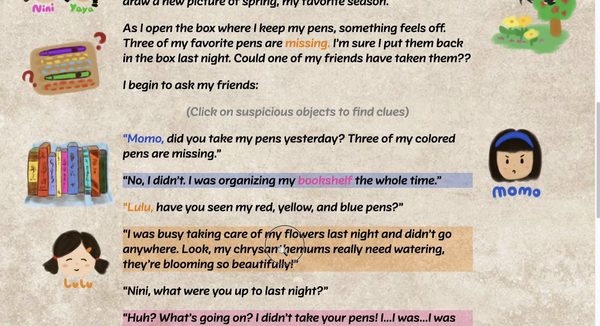 draw a new picture of spring, my favorite season.
Nini Yaya
As I open the box where I keep my pens, something feels off.
Three of my favorite pens are missing. I'm sure I put them back
in the box last night. Could one of my friends have taken them??
I begin to ask my friends:
(Click on suspicious objects to find clues)
"Momo, did you take my pens yesterday? Three of my colored
pens are missing."
"No, I didn't. I was organizing my bookshelf the whole time."
MOMO
"Lulu, have you seen my red, yellow, and blue pens?"
"I was busy taking care of my flowers last night and didn't go
anywhere. Look, my chrysanthemums really need watering,
they're blooming so beautifully!"
LULU
"Nini, what were you up to last night?"
"Huh? What's going on? I didn't take your pens! I...I was...I was